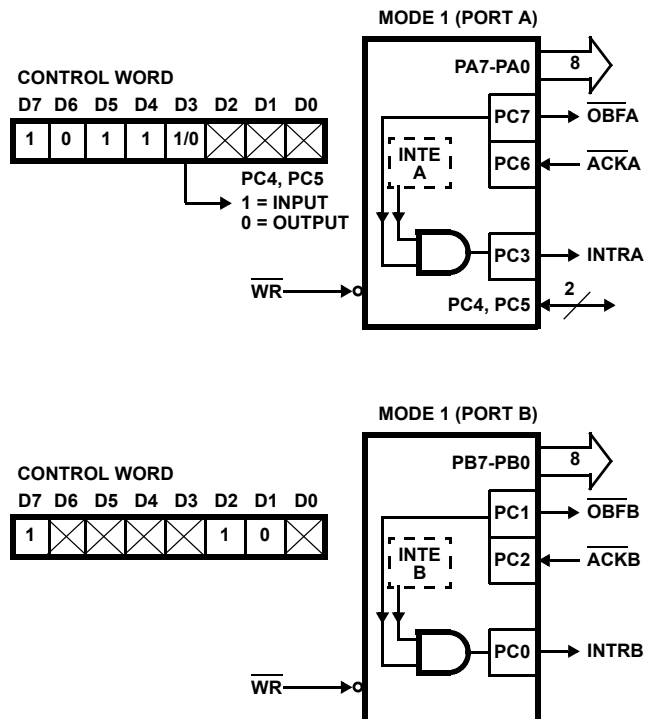 MODE 1 (PORT A)
CONTROL WORD
D7 D6 D5 D4 D3 D2 D1 D0
1 0 1 1 1/0
PC4, PC5
1 = INPUT
0 = OUTPUT
WR
PA7-PA0
8
PC7
OBFA
INTE
A
PC6
ACKA
PC3
INTRA
PC4, PC5
2
MODE 1 (PORT B)
CONTROL WORD
D7 D6 D5 D4 D3 D2 D1 D0
1 1 0
WR
PB7-PB0
8
PC1
OBFB
INTE
B
PC2
ACKB
PC0
INTRB